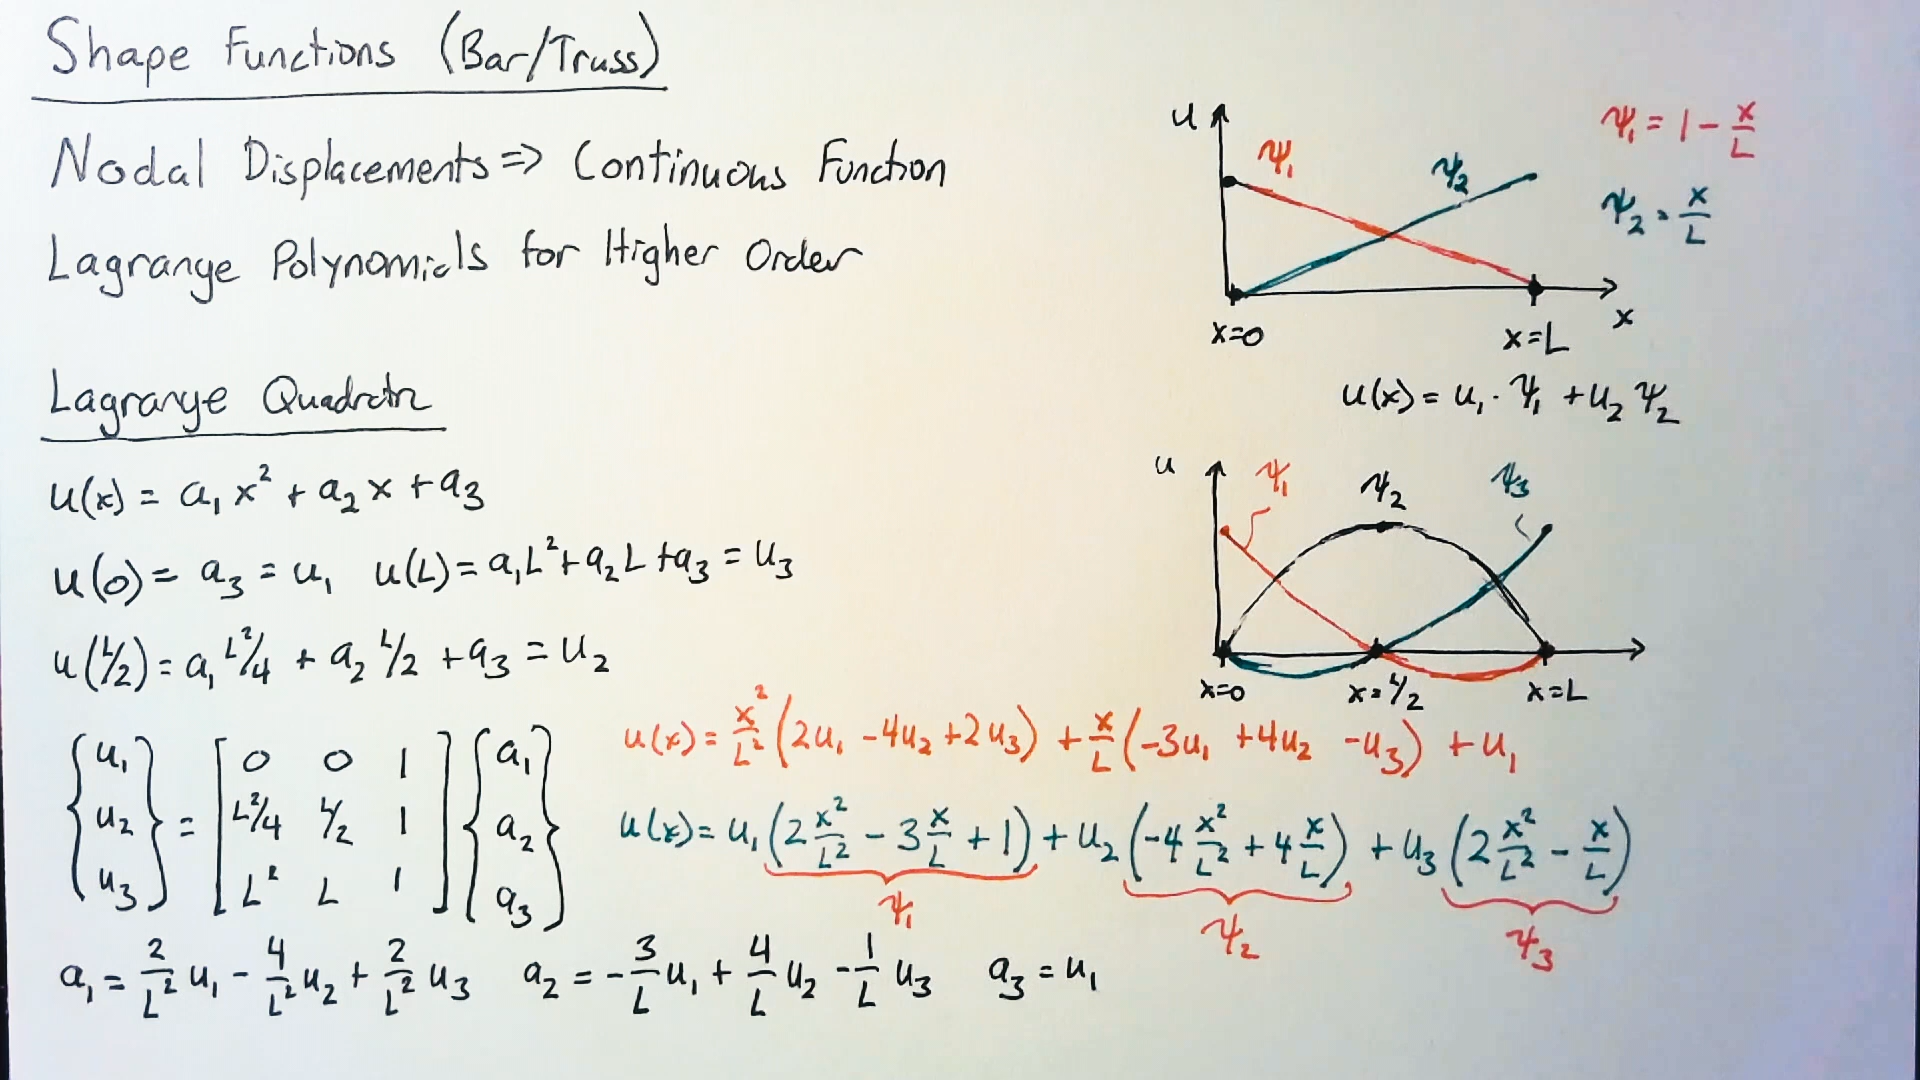 Shape Functions (Bar/Truss)
Nodal Displacements => Continuous Function
Lagrange Polynomials for Higher Order
u
ψ₁
ψ₂
x=0
x=L
x
ψ₁ = 1 - x/L
ψ₂ = x/L
u(x) = u₁·ψ₁ + u₂ψ₂
Lagrange Quadratic
u(x) = a₁x² + a₂x + a₃
u(0) = a₃ = u₁ u(L) = a₁L² + a₂L + a₃ = u₃
u(L/2) = a₁ L²/4 + a₂ L/2 + a₃ = u₂
u
ψ₁
ψ₂
ψ₃
x=0
x=L/2
x=L
{u₁ u₂ u₃} = [0 0 1
L²/4 L/2 1
L² L 1] {a₁ a₂ a₃}
u(x) = x²/L² (2u₁ - 4u₂ + 2u₃) + x/L (-3u₁ + 4u₂ - u₃) + u₁
u(x) = u₁(2 x²/L² - 3 x/L + 1) + u₂(-4 x²/L² + 4 x/L) + u₃(2 x²/L² - x/L)
ψ₁
ψ₂
ψ₃
a₁ = 2/L² u₁ - 4/L² u₂ + 2/L² u₃ a₂ = -3/L u₁ + 4/L u₂ - 1/L u₃ a₃ = u₁